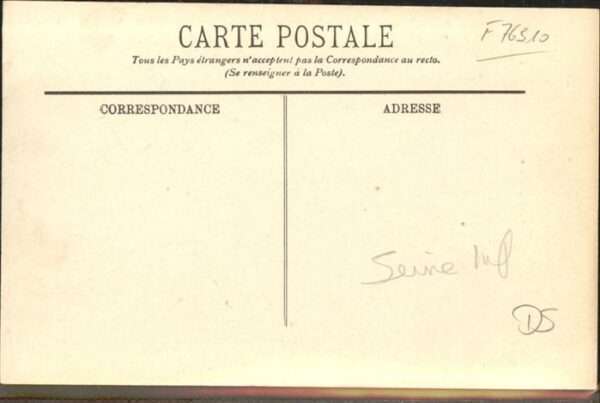 CARTE POSTALE
F 76510
Tous les Pays étrangers n'acceptent pas la Correspondance au recto.
(Se renseigner à la Poste).
CORRESPONDANCE
ADRESSE
Seine Inf
DS